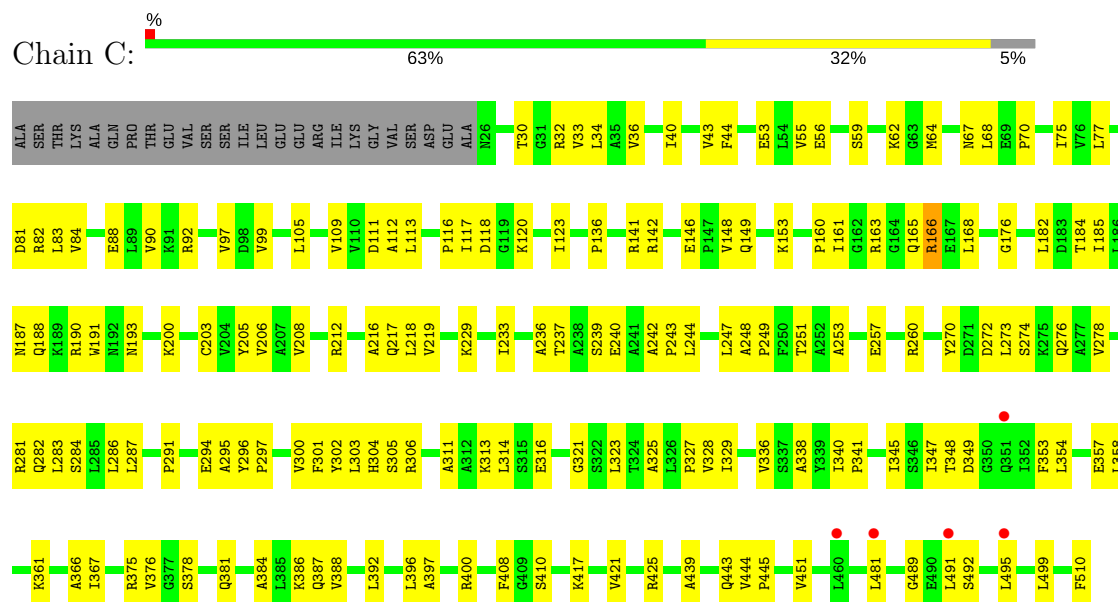 %
Chain C:
63% 32% 5%
ALA SER THR LYS ALA GLN PRO THR GLU VAL SER SER ILE LEU GLU GLU ARG ILE LYS GLY VAL SER ASP GLU ALA N26 T30 G31 R32 V33 L34 A35 V36 I40 V43 F44 E53 L54 V55 E56 S59 K62 G63 M64 N67 L68 E69 P70 I75 V76 L77
D81 R82 L83 V84 E88 L89 V90 K91 R92 V97 D98 V99 L105 V109 V110 D111 A112 L113 P116 I117 D118 G119 K120 I123 P136 R141 R142 E146 P147 V148 Q149 K153 P160 I161 G162 R163 G164 Q165 R166 E167 L168 G176 L182 D183 T184 I185 L186
N187 Q188 K189 R190 W191 N192 N193 K200 C203 V204 Y205 V206 A207 V208 R212 A216 Q217 L218 V219 K229 I233 A236 T237 A238 S239 E240 A241 A242 P243 L244 L247 A248 P249 F250 T251 A252 A253 E257 R260 Y270 D271 D272 L273 S274 K275 Q276 A277 V278
R281 Q282 L283 S284 L285 L286 L287 P291 E294 A295 Y296 P297 V300 F301 Y302 L303 H304 S305 R306 A311 A312 K313 L314 S315 E316 G321 S322 L323 T324 A325 L326 P327 V328 I329 V336 S337 A338 Y339 I340 P341 I345 S346 I347 T348 D349 G350 Q351 I352 F353 L354 E357 L358
K361 A366 I367 R375 V376 G377 S378 Q381 A384 L385 K386 Q387 V388 L392 L396 A397 R400 F408 G409 S410 K417 V421 R425 A439 Q443 V444 P445 V451 L460 L481 G489 E490 L491 S492 L495 L499 F510